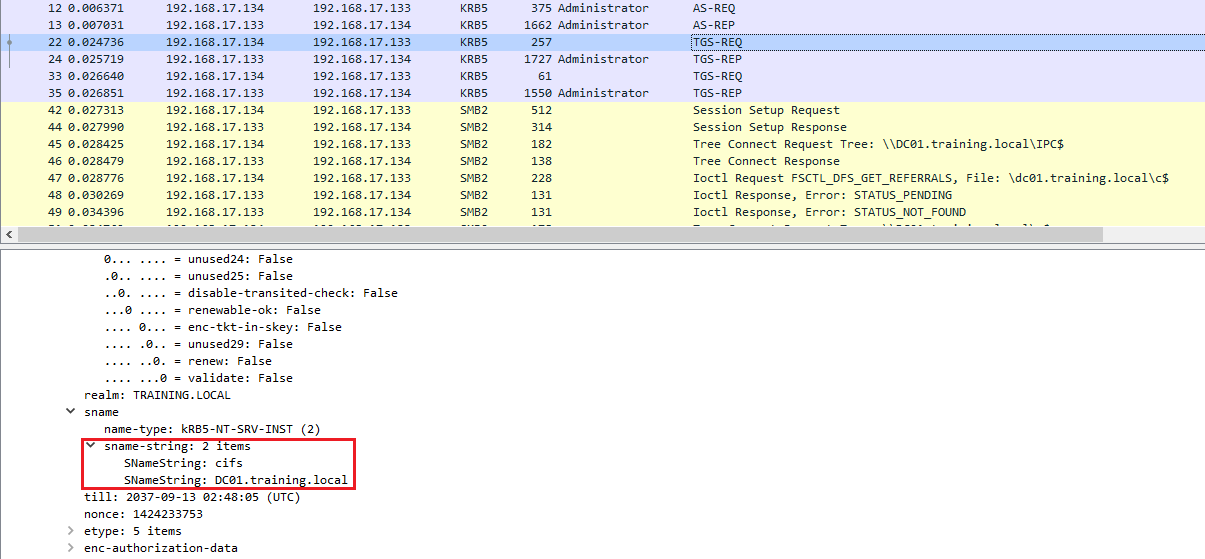 12 0.006371 192.168.17.134 192.168.17.133 KRB5 375 Administrator AS-REQ
13 0.007031 192.168.17.133 192.168.17.134 KRB5 1662 Administrator AS-REP
22 0.024736 192.168.17.134 192.168.17.133 KRB5 257 TGS-REQ
24 0.025719 192.168.17.133 192.168.17.134 KRB5 1727 Administrator TGS-REP
33 0.026640 192.168.17.134 192.168.17.133 KRB5 61 TGS-REQ
35 0.026851 192.168.17.133 192.168.17.134 KRB5 1550 Administrator TGS-REP
42 0.027313 192.168.17.134 192.168.17.133 SMB2 512 Session Setup Request
44 0.027990 192.168.17.133 192.168.17.134 SMB2 314 Session Setup Response
45 0.028425 192.168.17.134 192.168.17.133 SMB2 182 Tree Connect Request Tree: \\DC01.training.local\IPC$
46 0.028479 192.168.17.133 192.168.17.134 SMB2 138 Tree Connect Response
47 0.028776 192.168.17.134 192.168.17.133 SMB2 228 Ioctl Request FSCTL_DFS_GET_REFERRALS, File: \dc01.training.local\c$
48 0.030269 192.168.17.133 192.168.17.134 SMB2 131 Ioctl Response, Error: STATUS_PENDING
49 0.034396 192.168.17.133 192.168.17.134 SMB2 131 Ioctl Response, Error: STATUS_NOT_FOUND
0... .... = unused24: False
.0.. .... = unused25: False
..0. .... = disable-transited-check: False
...0 .... = renewable-ok: False
.... 0... = enc-tkt-in-skey: False
.... .0.. = unused29: False
.... ..0. = renew: False
.... ...0 = validate: False
realm: TRAINING.LOCAL
sname
name-type: kRB5-NT-SRV-INST (2)
sname-string: 2 items
SNameString: cifs
SNameString: DC01.training.local
till: 2037-09-13 02:48:05 (UTC)
nonce: 1424233753
etype: 5 items
enc-authorization-data